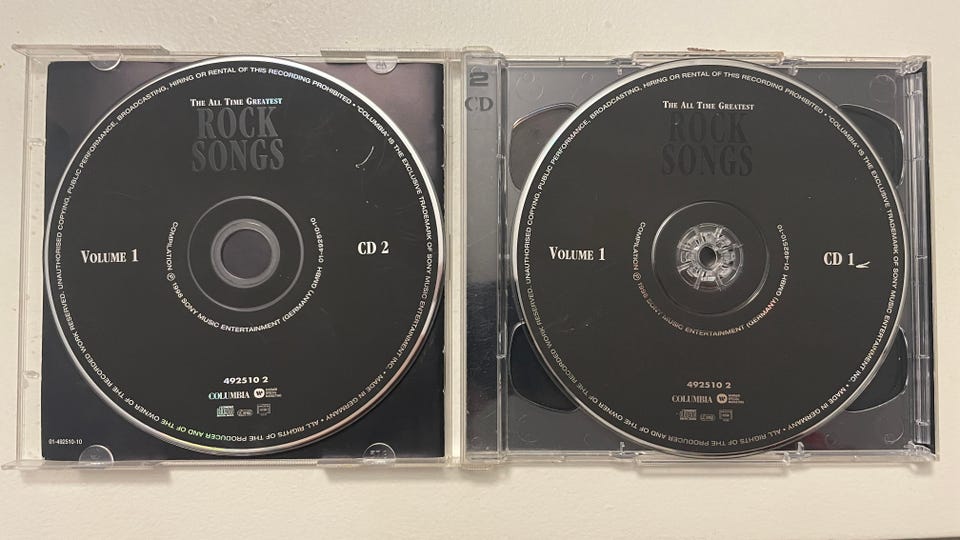 THE ALL TIME GREATEST
ROCK
SONGS
VOLUME 1
CD 2
COMPILATION ℗ 1998 SONY MUSIC ENTERTAINMENT (GERMANY) GMBH 01-492510-10
492510 2
COLUMBIA
WARNER
SPECIAL
MARKETING
ALL RIGHTS OF THE PRODUCER AND OF THE OWNER OF THE RECORDED WORK RESERVED. UNAUTHORISED COPYING, PUBLIC PERFORMANCE, BROADCASTING, HIRING OR RENTAL OF THIS RECORDING PROHIBITED • "COLUMBIA" IS THE EXCLUSIVE TRADEMARK OF SONY MUSIC ENTERTAINMENT INC. • MADE IN GERMANY •
01-492510-10
2
CD
THE ALL TIME GREATEST
ROCK
SONGS
VOLUME 1
CD 1
COMPILATION ℗ 1998 SONY MUSIC ENTERTAINMENT (GERMANY) GMBH
492510 2
COLUMBIA
WARNER
SPECIAL
MARKETING
ALL RIGHTS OF THE PRODUCER AND OF THE OWNER OF THE RECORDED WORK RESERVED. UNAUTHORISED COPYING, PUBLIC PERFORMANCE, BROADCASTING, HIRING OR RENTAL OF THIS RECORDING PROHIBITED • "COLUMBIA" IS THE EXCLUSIVE TRADEMARK OF SONY MUSIC ENTERTAINMENT INC. • MADE IN GERMANY •